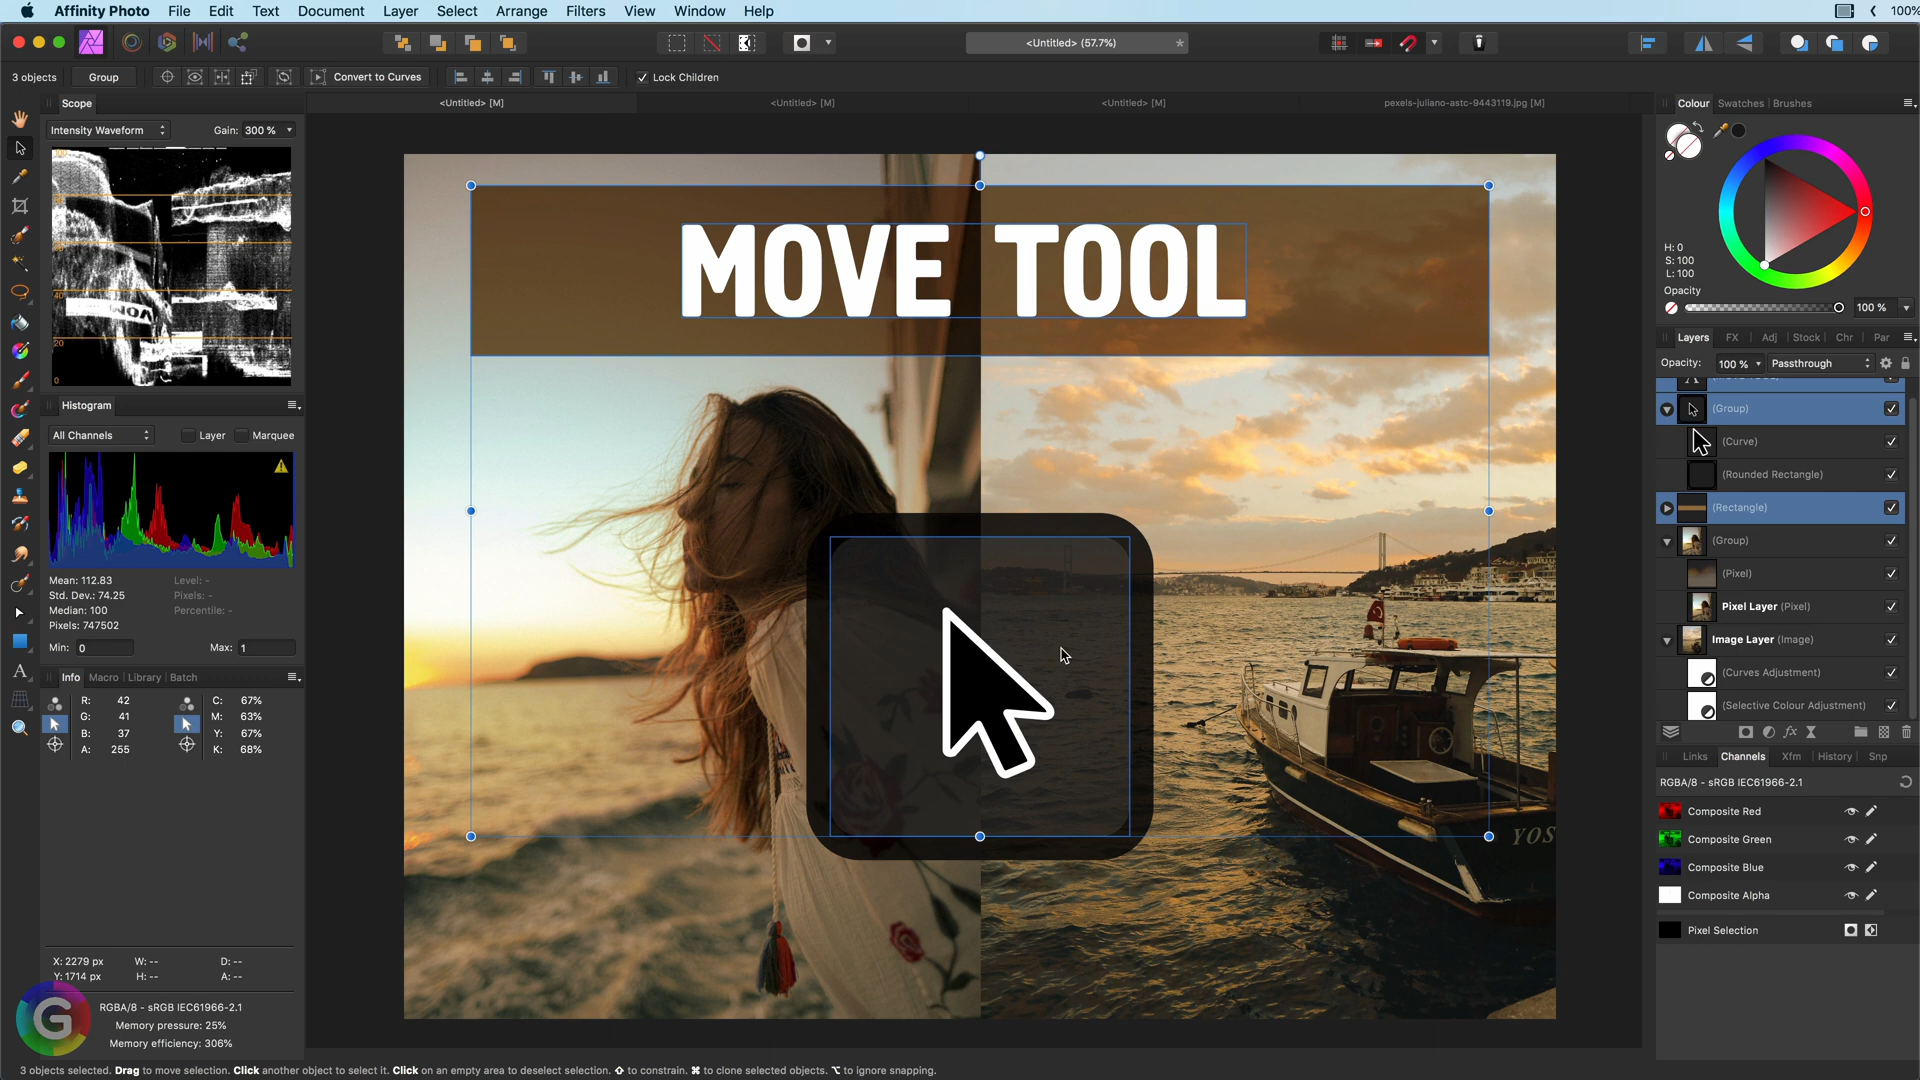 Affinity Photo File Edit Text Document Layer Select Arrange Filters View Window Help 100%
<Untitled> (57.7%) *
3 objects Group Convert to Curves Lock Children
Scope
<Untitled> [M] <Untitled> [M] <Untitled> [M] pexels-juliano-astc-9443119.jpg [M]
Colour Swatches Brushes
Intensity Waveform Gain: 300 %
100
MOVE TOOL
H: 0
S: 100
L: 100
Opacity
100 %
40
20
0
Layers FX Adj Stock Chr Par
Opacity: 100 % Passthrough
Histogram
(Group)
All Channels Layer Marquee
(Curve)
(Rounded Rectangle)
(Rectangle)
(Group)
(Pixel)
Pixel Layer (Pixel)
Image Layer (Image)
(Curves Adjustment)
(Selective Colour Adjustment)
Mean: 112.83 Level: -
Std. Dev.: 74.25 Pixels: -
Median: 100 Percentile: -
Pixels: 747502
Min: 0 Max: 1
Info Macro Library Batch
R: 42 C: 67%
G: 41 M: 63%
B: 37 Y: 67%
A: 255 K: 68%
fx
Links Channels Xfm History Snp
RGBA/8 - sRGB IEC61966-2.1
Composite Red
Composite Green
Composite Blue
Composite Alpha
Pixel Selection
YOS
X: 2279 px W: -- D: --
Y: 1714 px H: -- A: --
G
RGBA/8 - sRGB IEC61966-2.1
Memory pressure: 25%
Memory efficiency: 306%
3 objects selected. Drag to move selection. Click another object to select it. Click on an empty area to deselect selection. ⇧ to constrain. ⌘ to clone selected objects. ⌥ to ignore snapping.